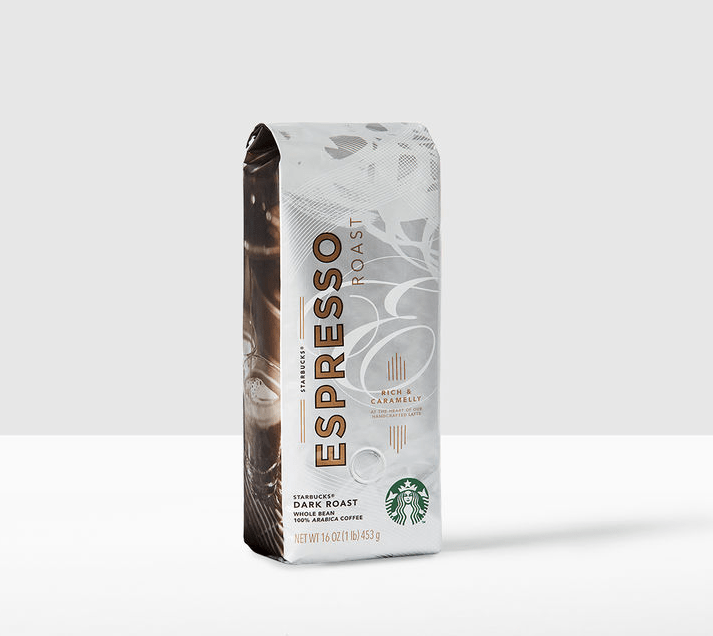 STARBUCKS®
ESPRESSO
ROAST
RICH &
CARAMELLY
AT THE HEART OF OUR
HANDCRAFTED LATTE
STARBUCKS®
DARK ROAST
WHOLE BEAN
100% ARABICA COFFEE
NET WT 16 OZ (1 lb) 453 g